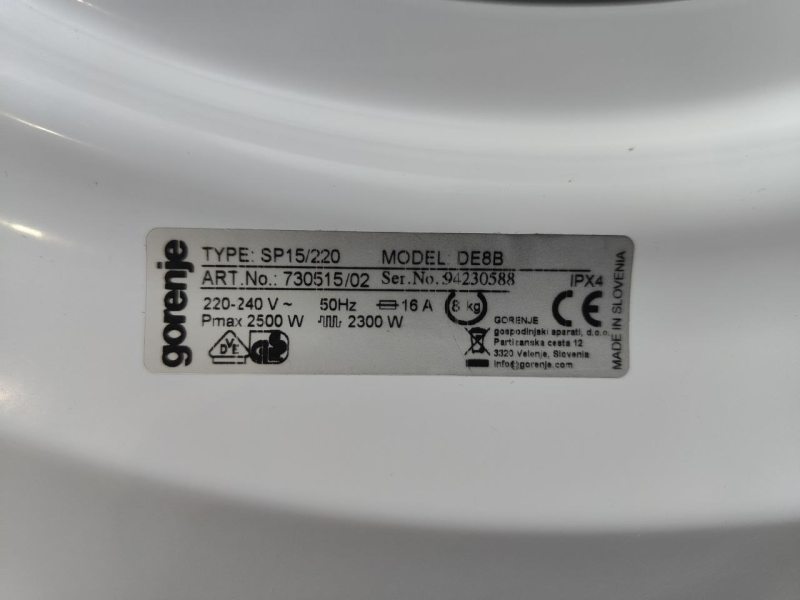 gorenje
TYPE: SP15/220 MODEL: DE8B
ART.No.: 730515/02 Ser.No. 94230588 IPX4
220-240 V ~ 50Hz 16 A 8 kg
Pmax 2500 W 2300 W
DVE GS CE
GORENJE
gospodinjski aparati, d.o.o.
Partizanska cesta 12
3320 Velenje, Slovenia
info@gorenje.com
MADE IN SLOVENIA